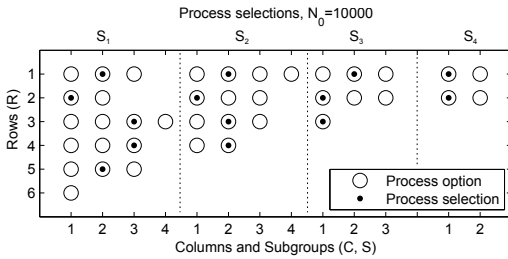 Process selections, N₀=10000
S₁ S₂ S₃ S₄
Rows (R)
1
2
3
4
5
6
Process option
Process selection
1 2 3 4 1 2 3 4 1 2 3 1 2
Columns and Subgroups (C, S)